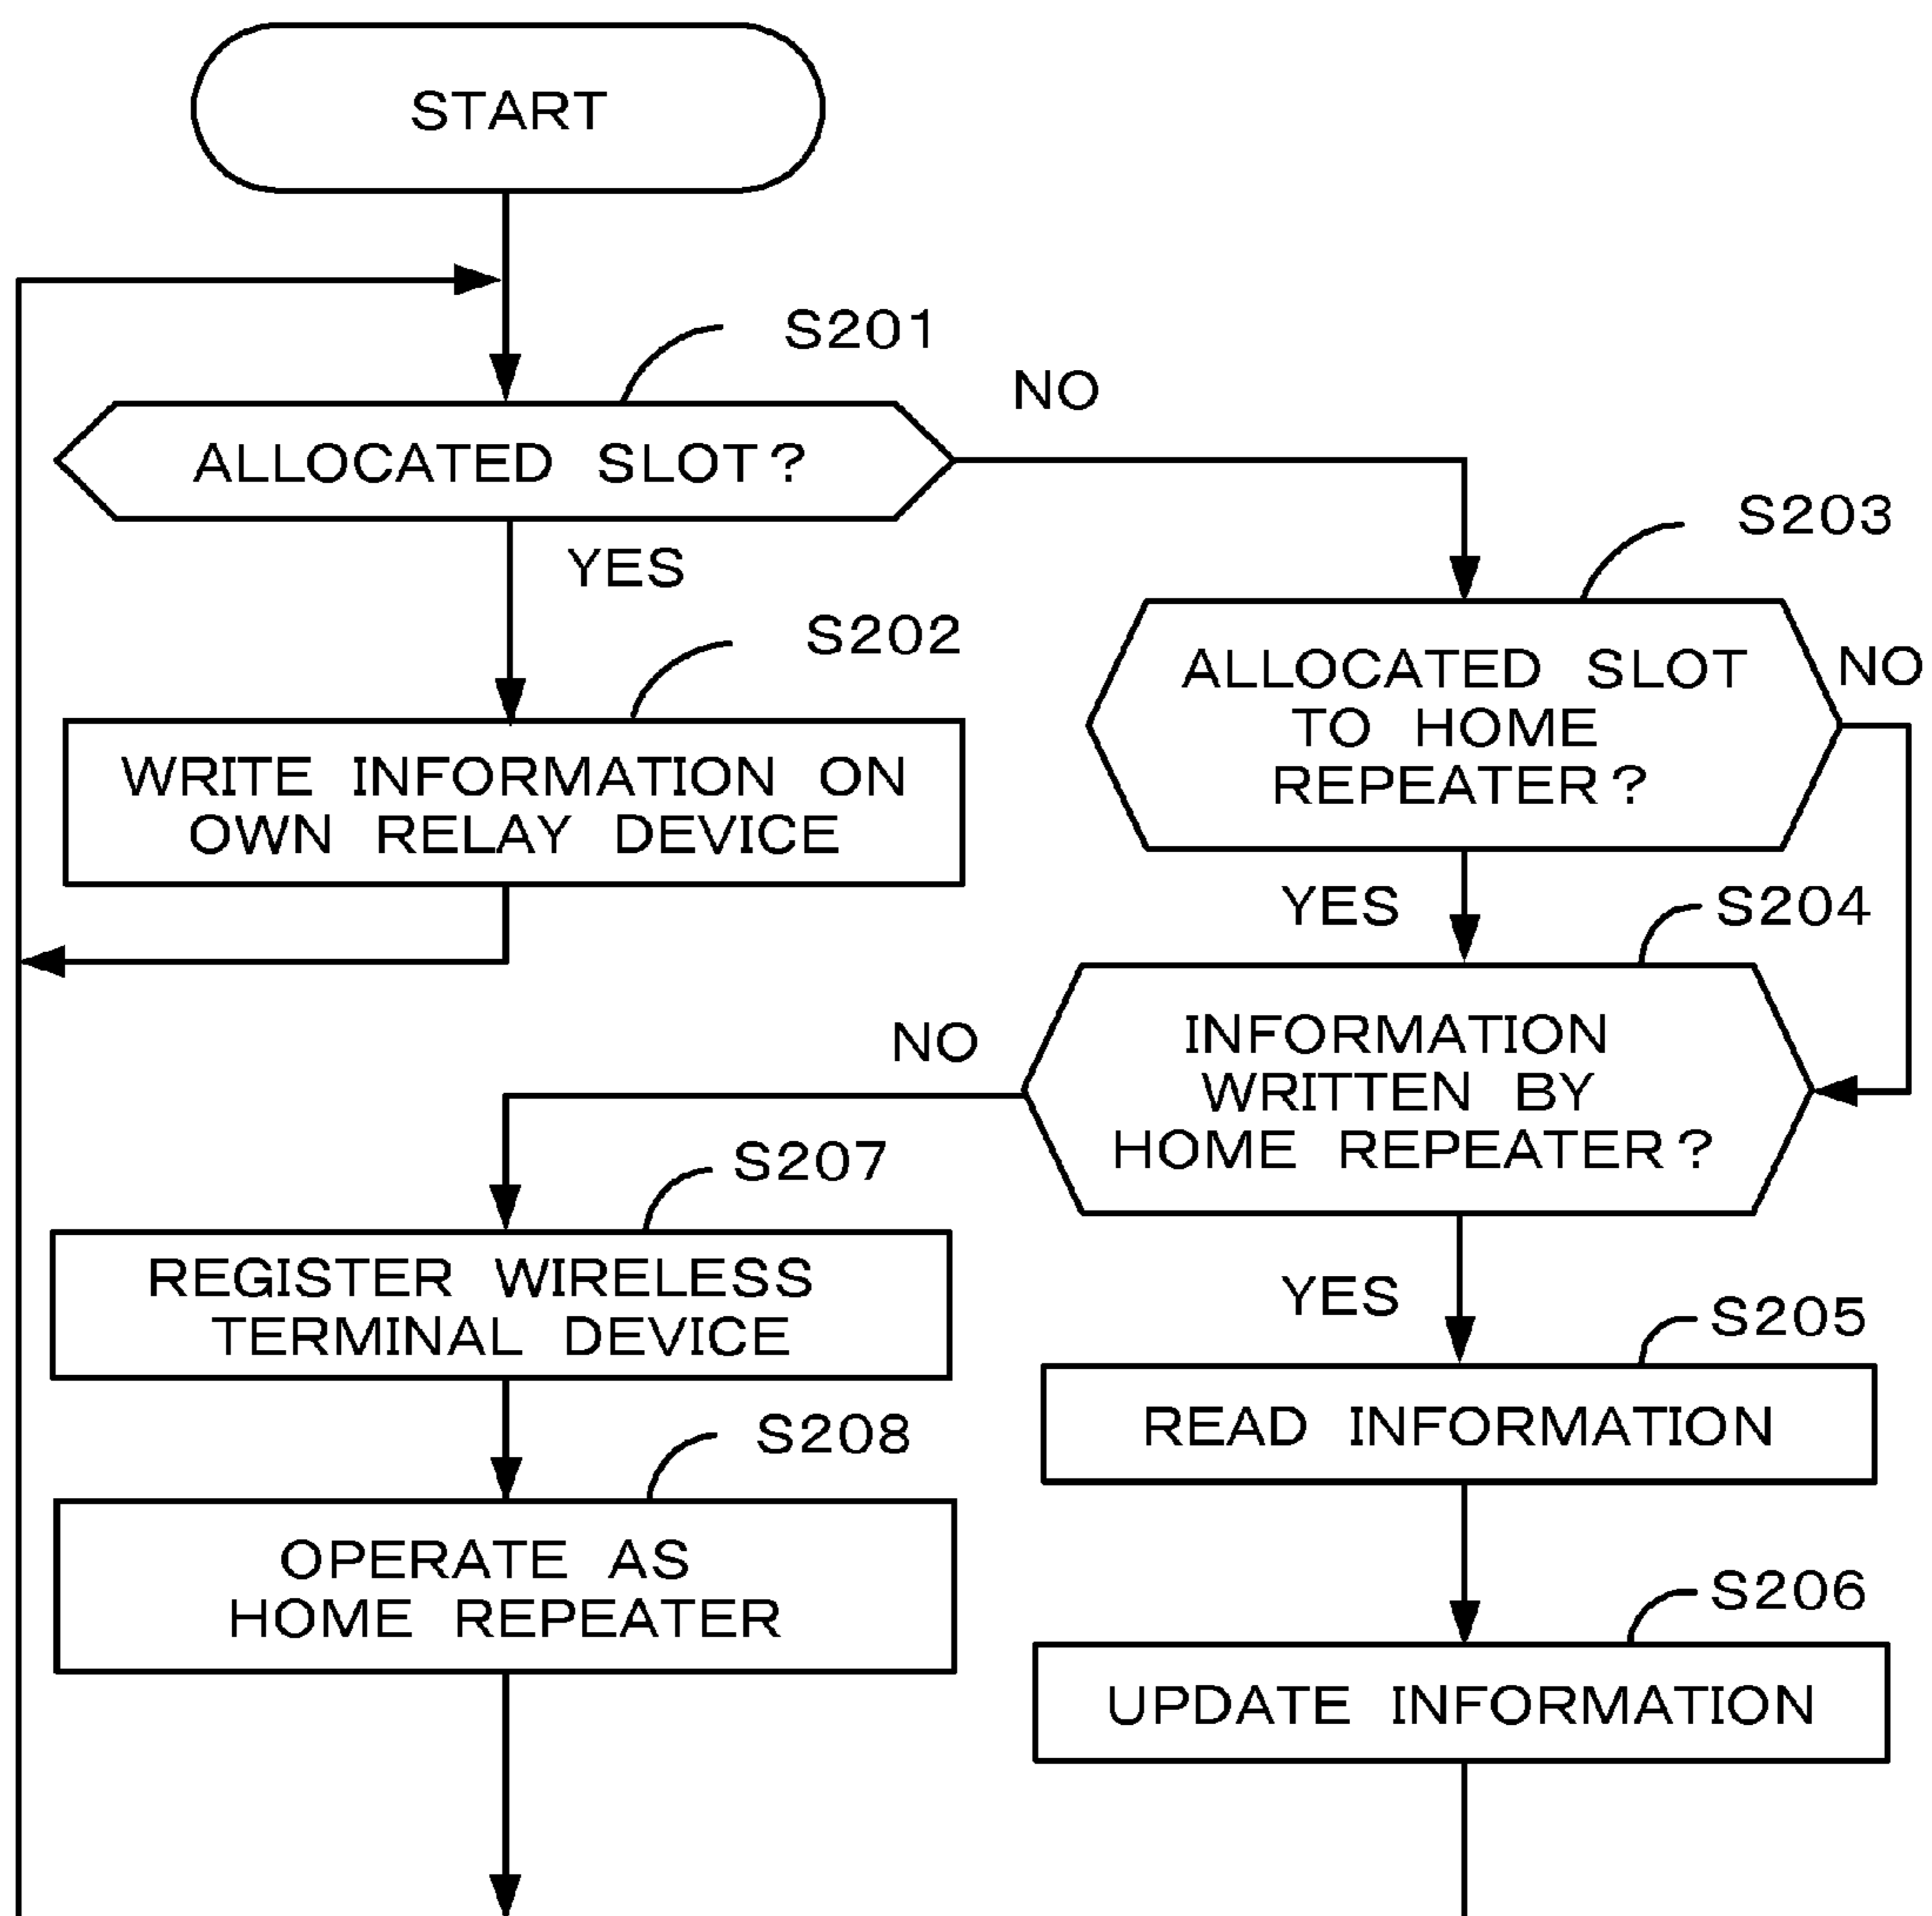 START
S201
NO
ALLOCATED SLOT?
S203
YES
S202
ALLOCATED SLOT
TO HOME
REPEATER?
NO
WRITE INFORMATION ON
OWN RELAY DEVICE
YES
S204
NO
INFORMATION
WRITTEN BY
HOME REPEATER?
S207
REGISTER WIRELESS
TERMINAL DEVICE
YES
S205
READ INFORMATION
S208
OPERATE AS
HOME REPEATER
S206
UPDATE INFORMATION